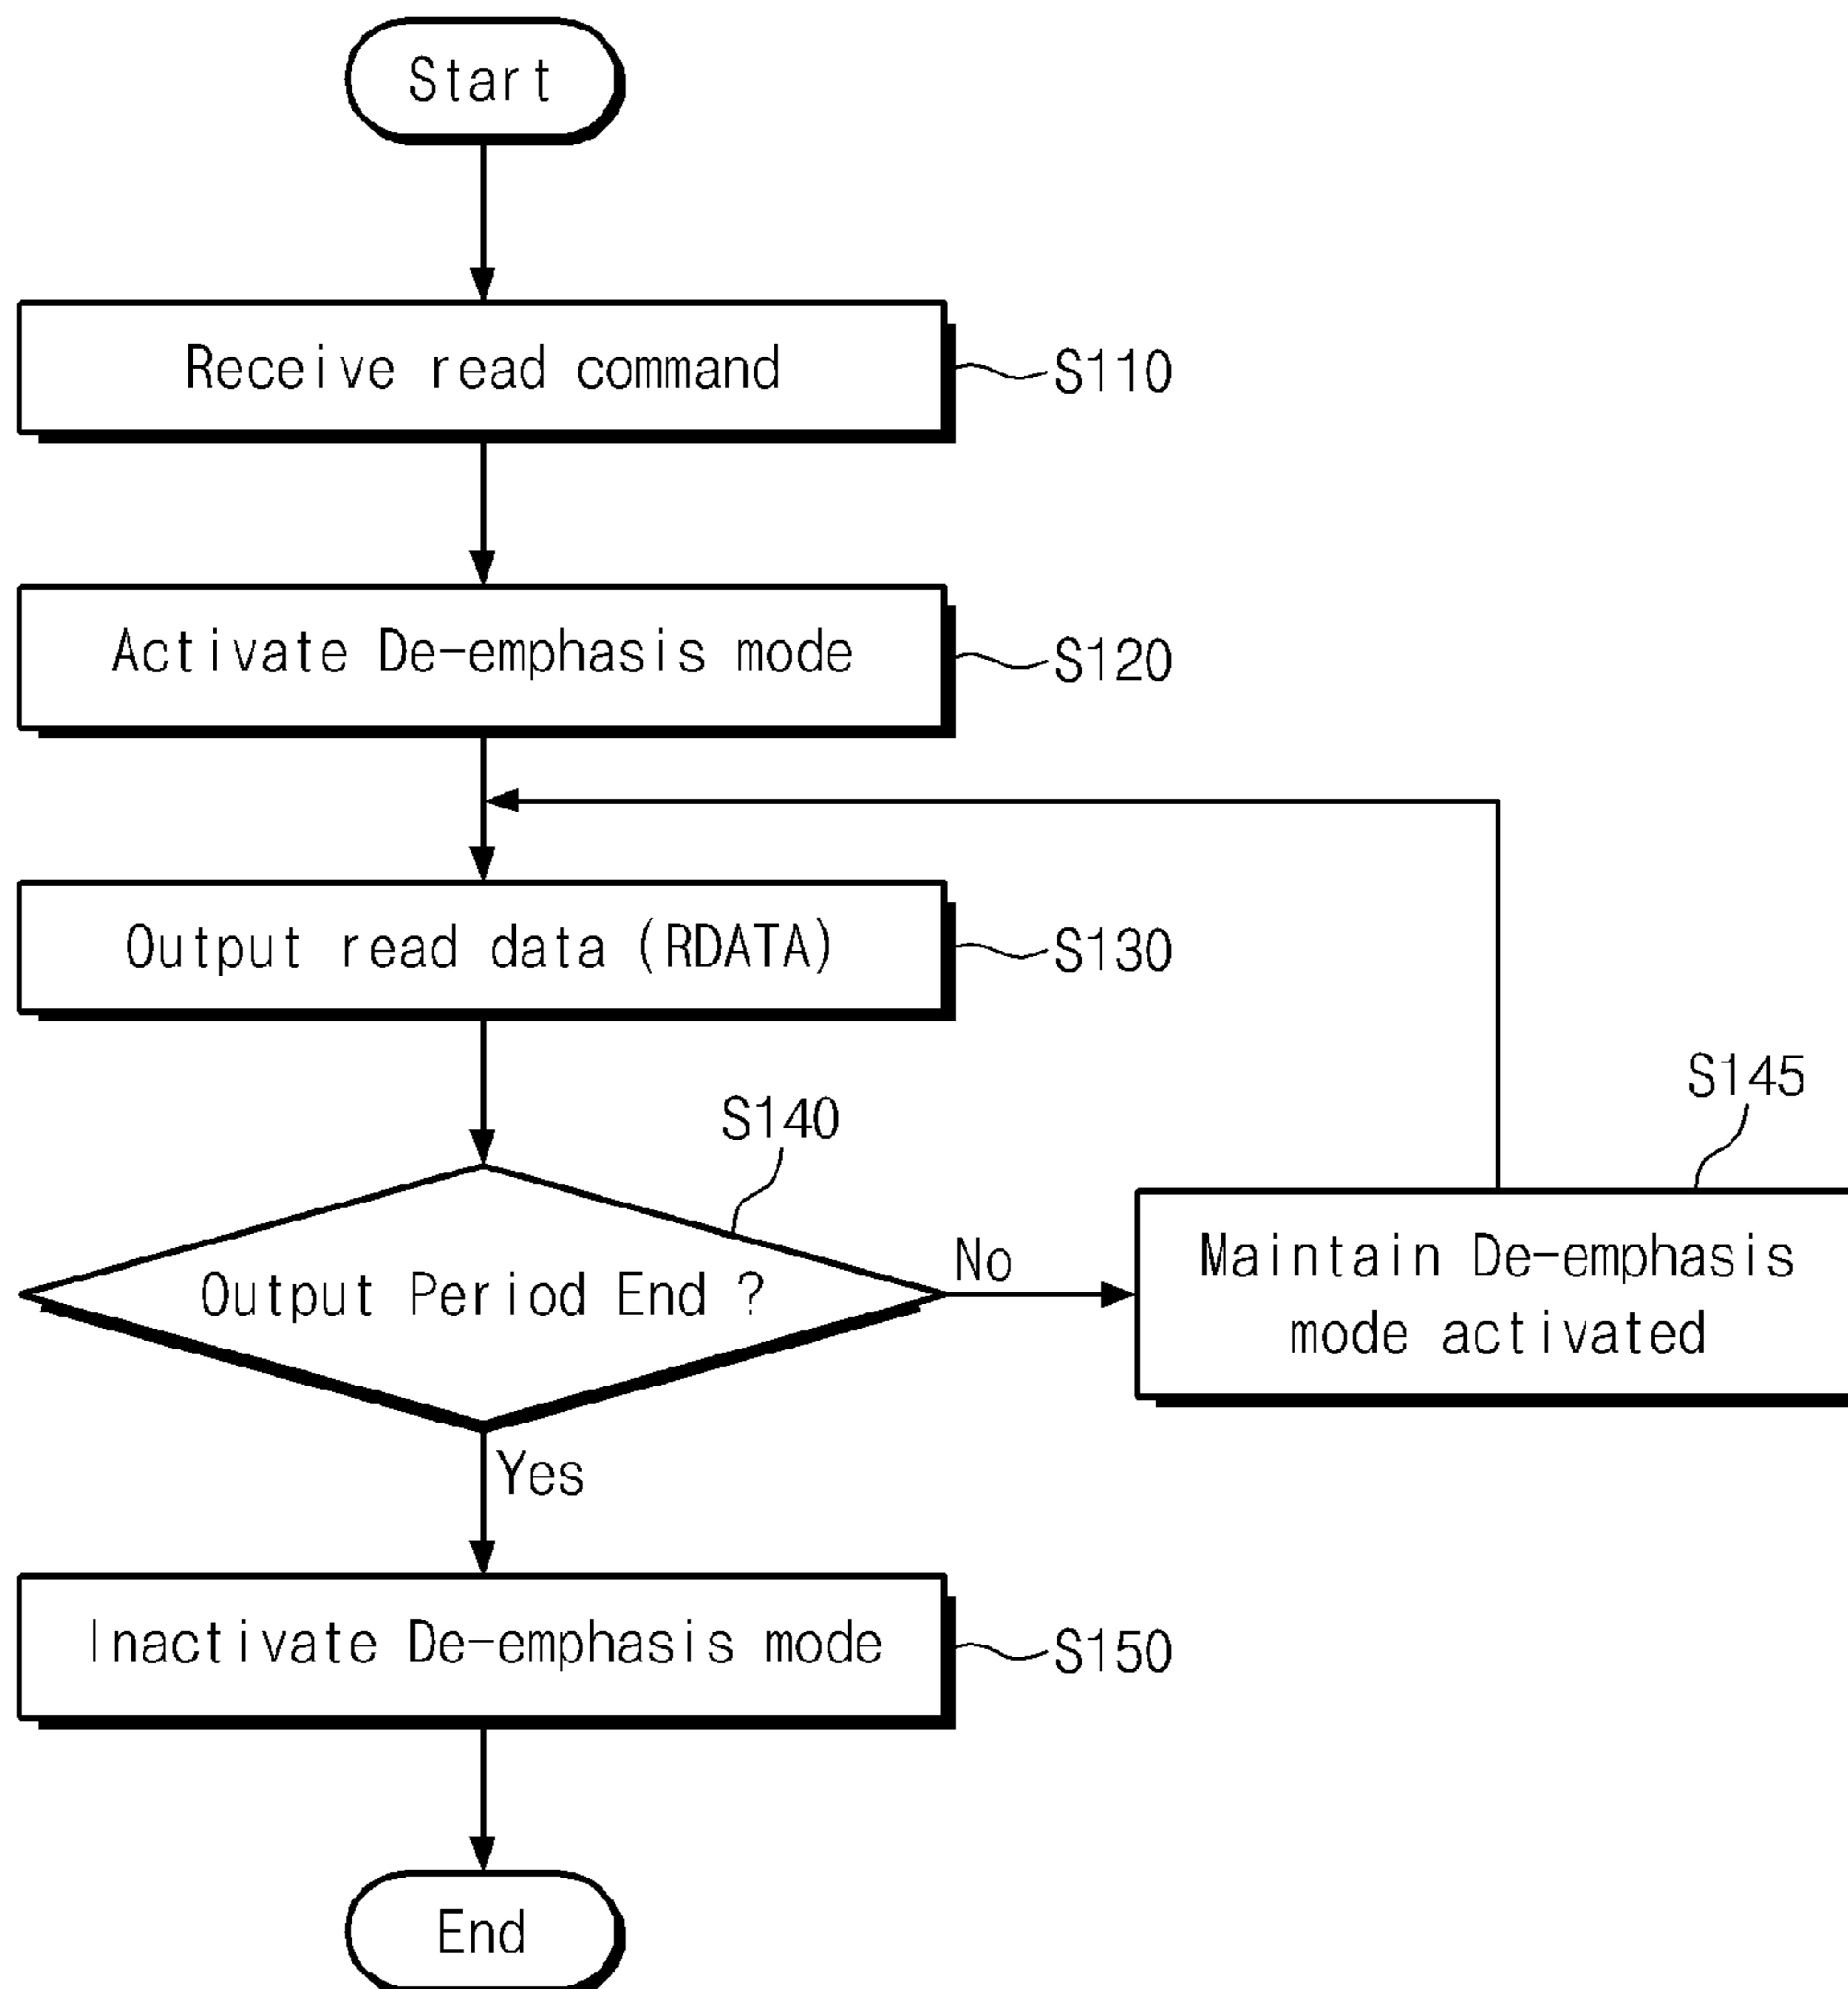 Start
Receive read command
S110
Activate De-emphasis mode
S120
Output read data (RDATA)
S130
S140
Output Period End ?
No
S145
Maintain De-emphasis
mode activated
Yes
Inactivate De-emphasis mode
S150
End